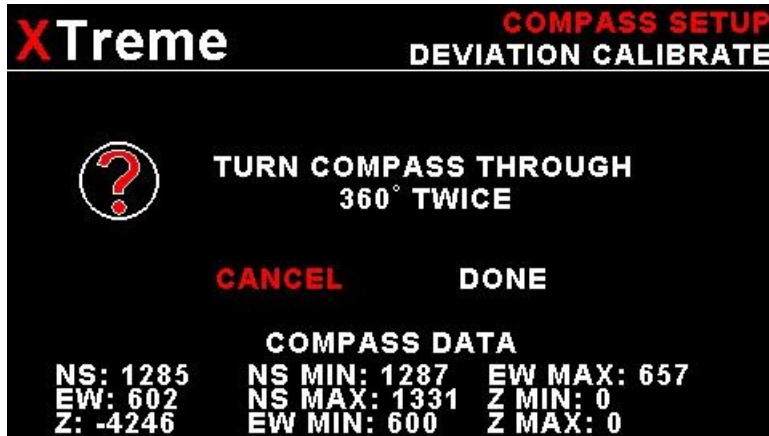 XTreme
COMPASS SETUP
DEVIATION CALIBRATE
?
TURN COMPASS THROUGH
360° TWICE
CANCEL DONE
COMPASS DATA
NS: 1285 NS MIN: 1287 EW MAX: 657
EW: 602 NS MAX: 1331 Z MIN: 0
Z: -4246 EW MIN: 600 Z MAX: 0